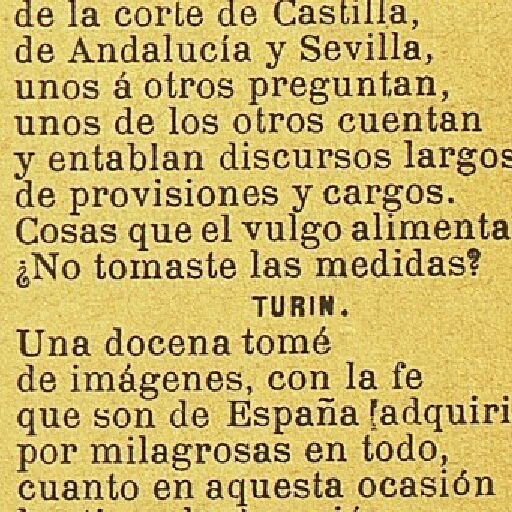 de la corte de Castilla,
de Andalucía y Sevilla,
unos á otros preguntan,
unos de los otros cuentan
y entablan discursos largos
de provisiones y cargos.
Cosas que el vulgo alimenta
¿No tomaste las medidas?
TURIN.
Una docena tomé
de imágenes, con la fe
que son de España adquiri
por milagrosas en todo,
cuanto en aquesta ocasión